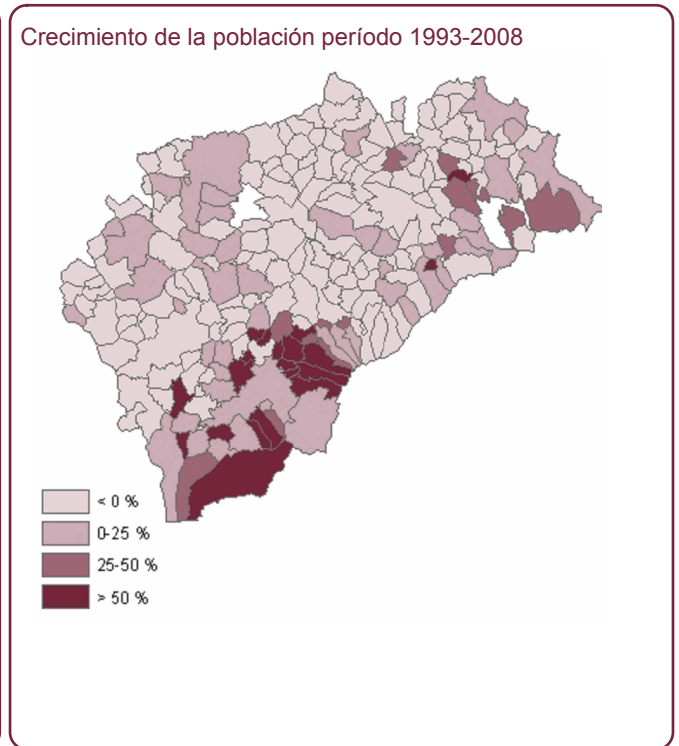 Crecimiento de la población período 1993-2008
< 0 %
0-25 %
25-50 %
> 50 %